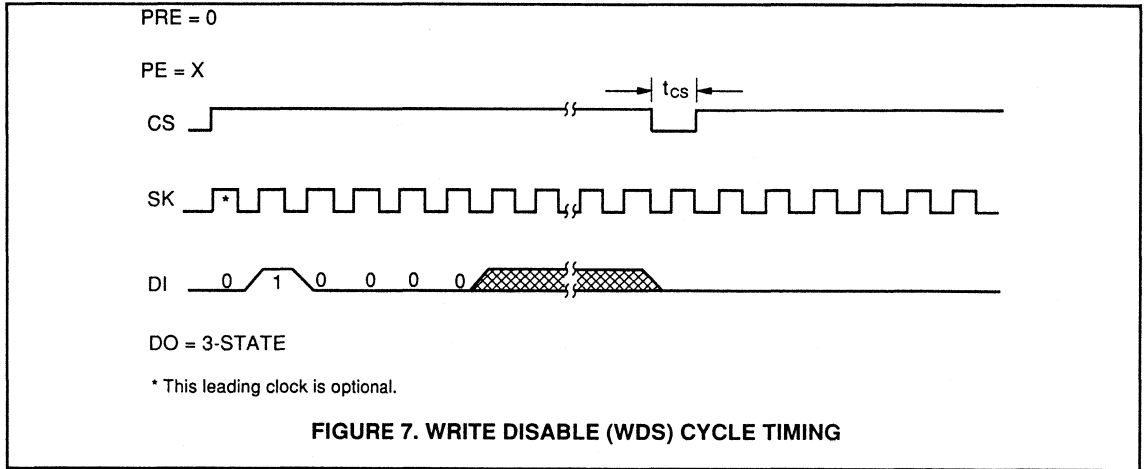 PRE = 0
PE = X
tCS
CS
SK
*
DI 0 1 0 0 0 0
DO = 3-STATE
* This leading clock is optional.
FIGURE 7. WRITE DISABLE (WDS) CYCLE TIMING